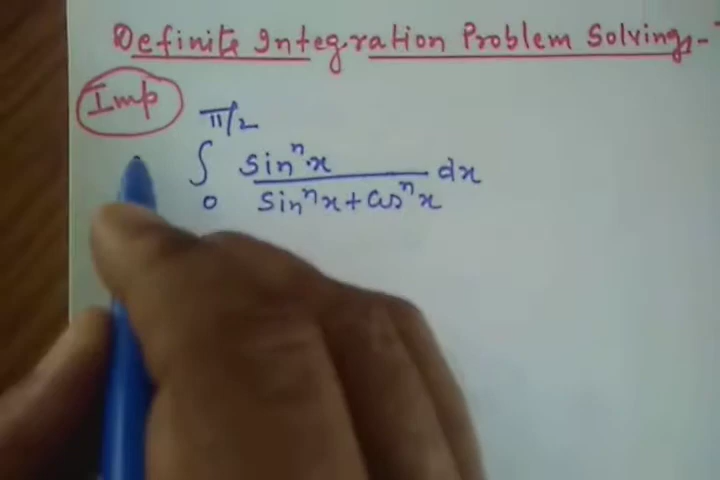 Definite Integration Problem Solving -
Imp
∫₀^{π/2} sinⁿx / (sinⁿx + cosⁿx) dx